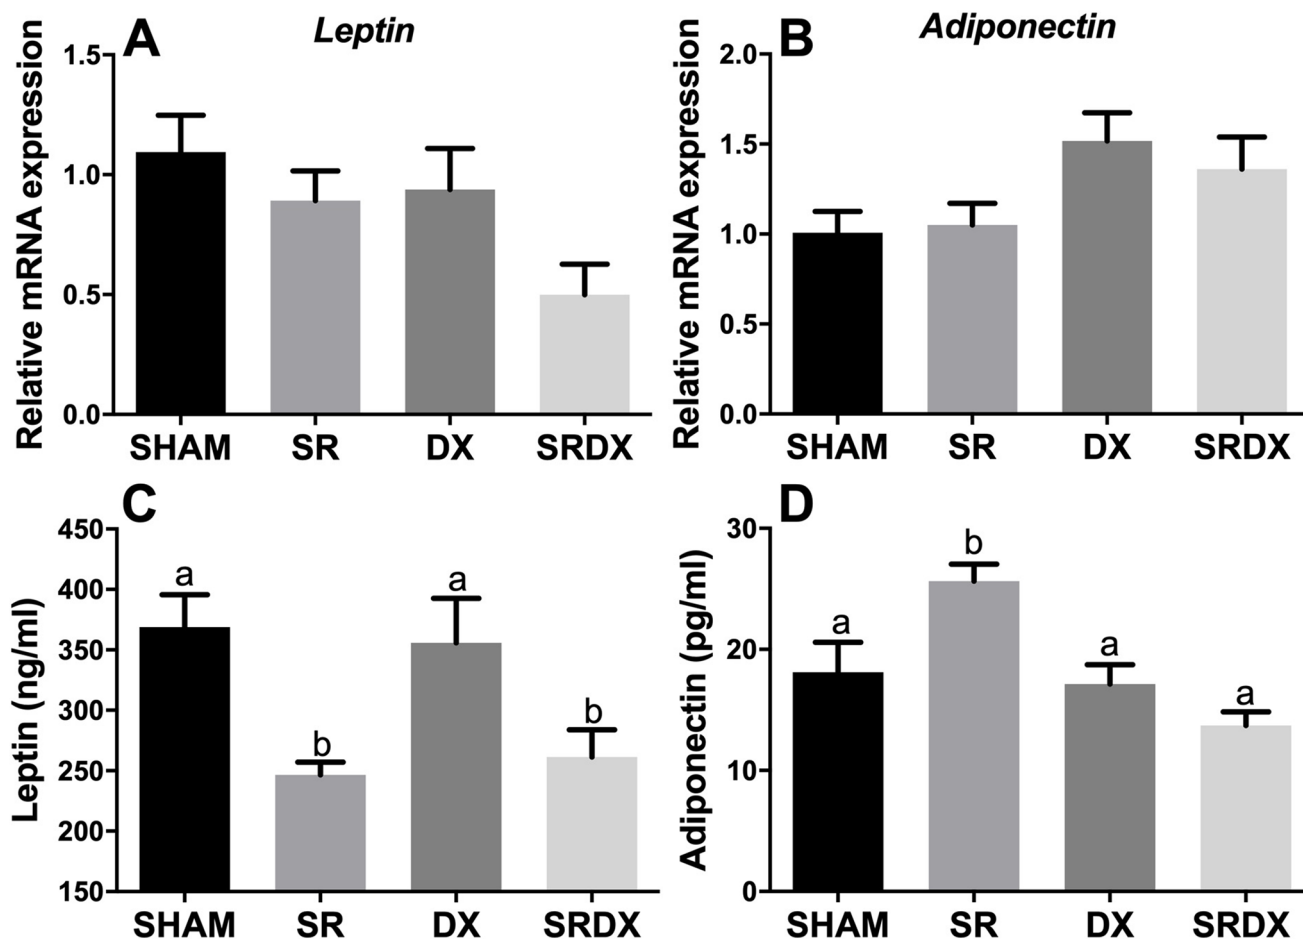 A
Leptin
Relative mRNA expression
1.5
1.0
0.5
0.0
SHAM SR DX SRDX
B
Adiponectin
Relative mRNA expression
2.0
1.5
1.0
0.5
0.0
SHAM SR DX SRDX
C
Leptin (ng/ml)
450
400
350
300
250
200
150
a
b
a
b
SHAM SR DX SRDX
D
Adiponectin (pg/ml)
30
20
10
0
a
b
a
a
SHAM SR DX SRDX